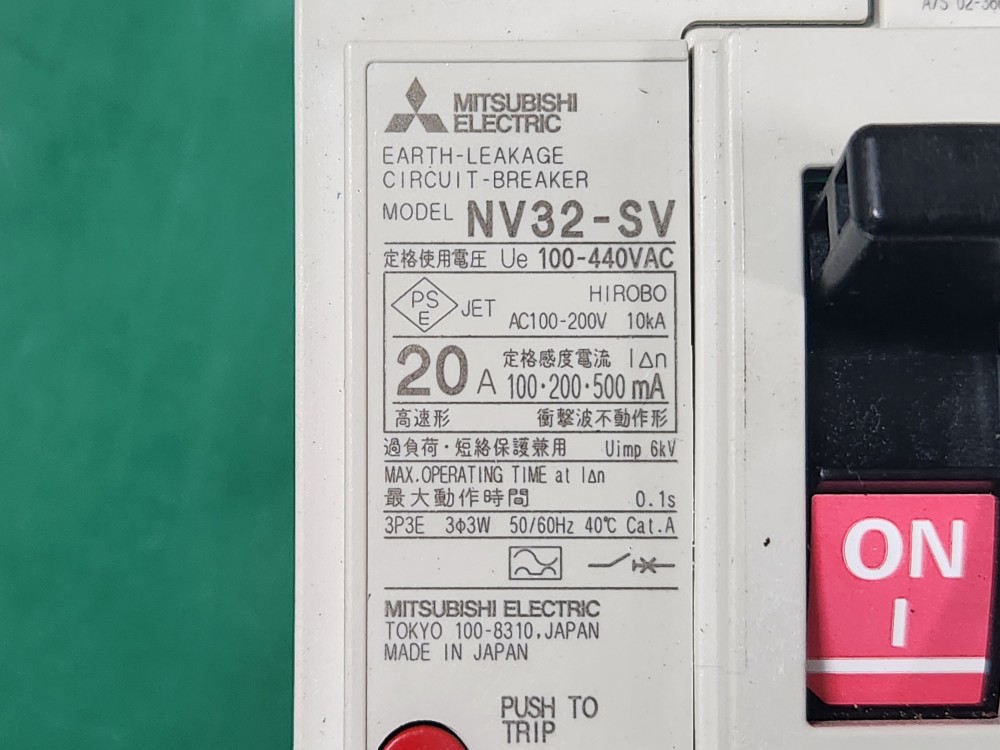 MITSUBISHI
ELECTRIC
EARTH-LEAKAGE
CIRCUIT-BREAKER
MODEL NV32-SV
定格使用電圧 Ue 100-440VAC
PS
E
JET
HIROBO
AC100-200V 10kA
20 A
定格感度電流 I∆n
100·200·500 mA
高速形 衝撃波不動作形
過負荷・短絡保護兼用 Uimp 6kV
MAX.OPERATING TIME at I∆n
最大動作時間 0.1s
3P3E 3Φ3W 50/60Hz 40℃ Cat.A
MITSUBISHI ELECTRIC
TOKYO 100-8310,JAPAN
MADE IN JAPAN
PUSH TO
TRIP
ON
I